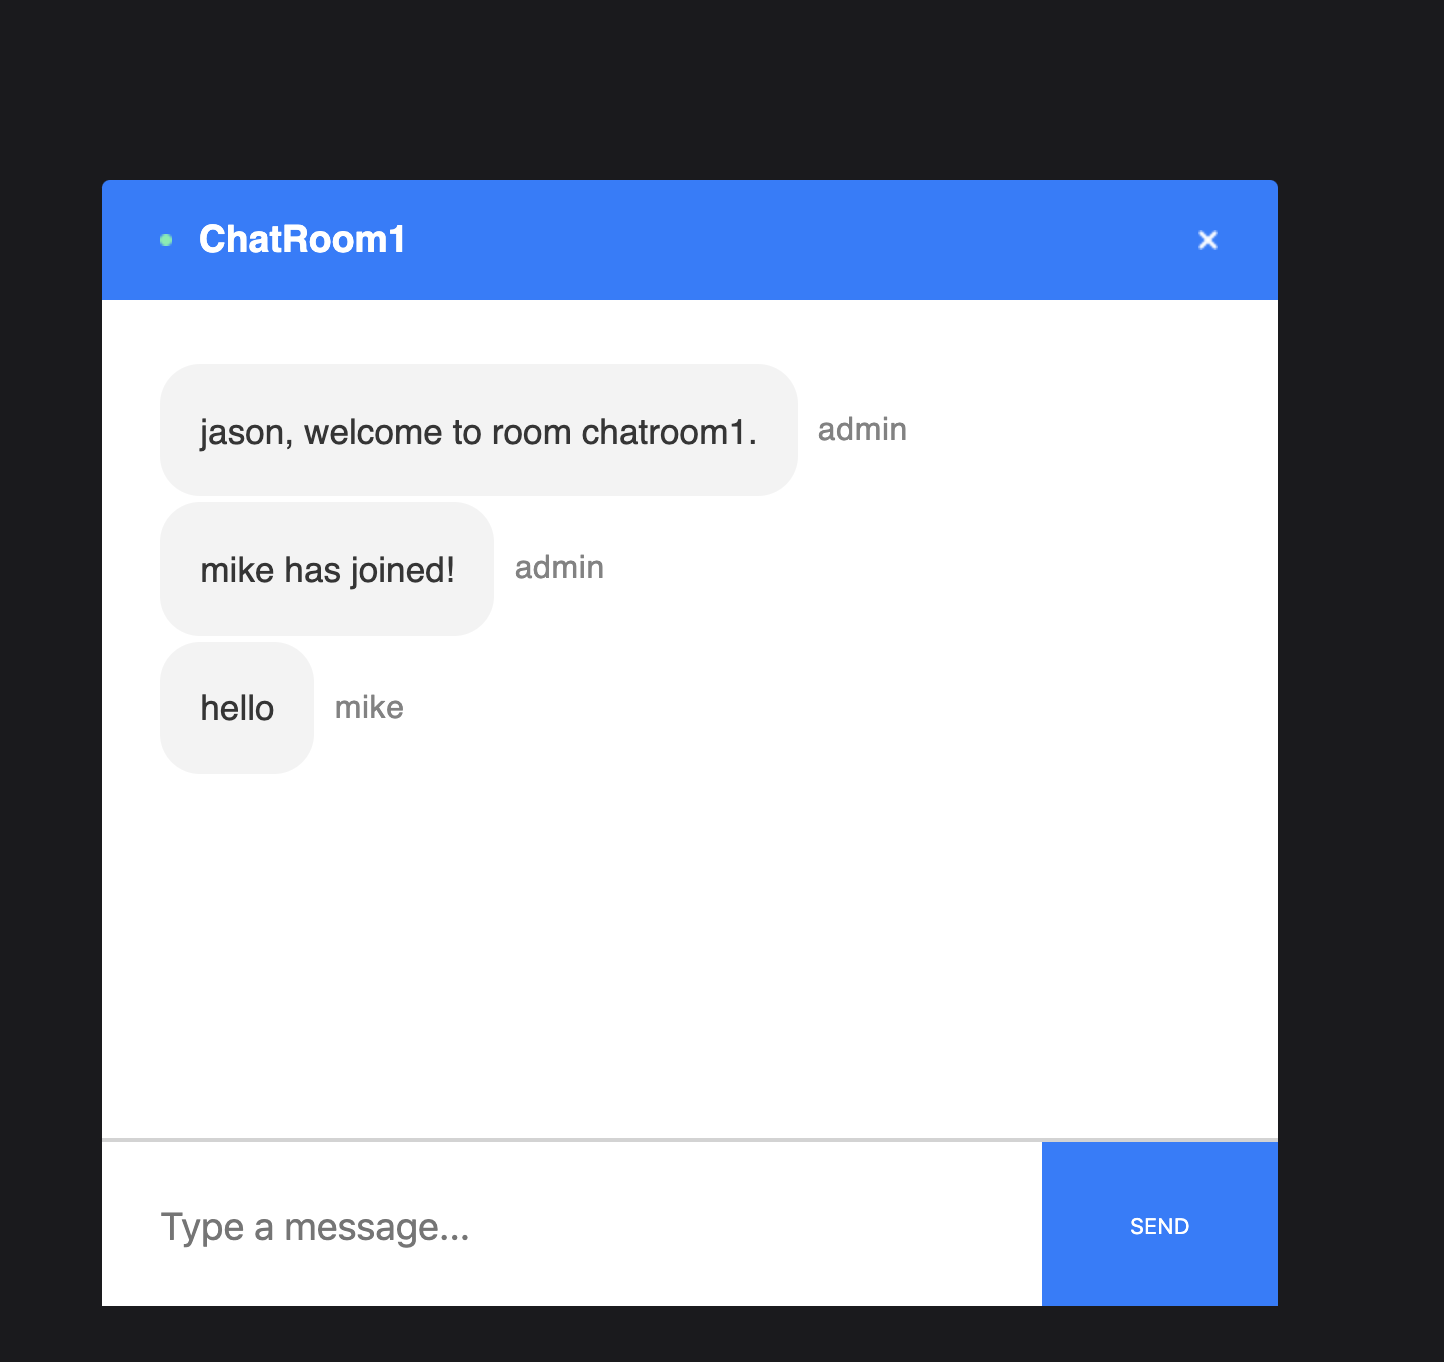 ChatRoom1
jason, welcome to room chatroom1.
admin
mike has joined!
admin
hello
mike
Type a message...
SEND